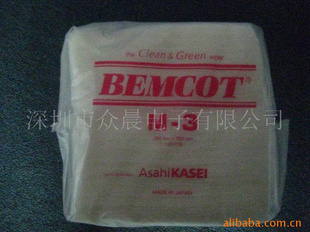 the Clean & Green wipe
BEMCOT®
深圳市众晨电子有限公司
M-3
AsahiKASEI
MADE IN JAPAN
alibaba.com.cn